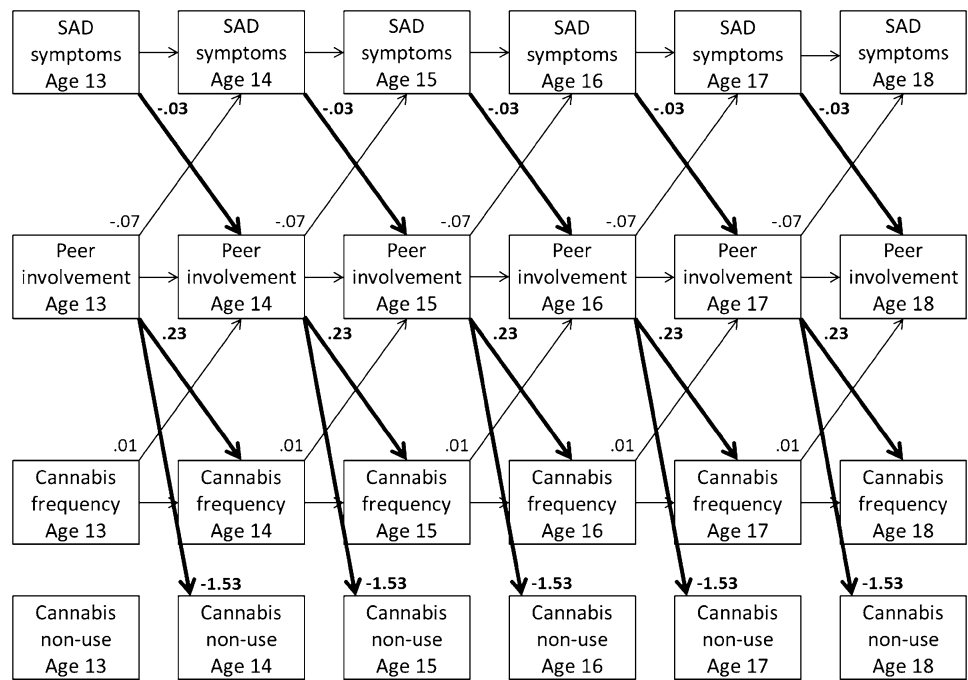 SAD symptoms Age 13
SAD symptoms Age 14
SAD symptoms Age 15
SAD symptoms Age 16
SAD symptoms Age 17
SAD symptoms Age 18
-.03
-.03
-.03
-.03
-.03
-.07
-.07
-.07
-.07
-.07
Peer involvement Age 13
Peer involvement Age 14
Peer involvement Age 15
Peer involvement Age 16
Peer involvement Age 17
Peer involvement Age 18
.23
.23
.23
.23
.23
.01
.01
.01
.01
.01
Cannabis frequency Age 13
Cannabis frequency Age 14
Cannabis frequency Age 15
Cannabis frequency Age 16
Cannabis frequency Age 17
Cannabis frequency Age 18
-1.53
-1.53
-1.53
-1.53
-1.53
Cannabis non-use Age 13
Cannabis non-use Age 14
Cannabis non-use Age 15
Cannabis non-use Age 16
Cannabis non-use Age 17
Cannabis non-use Age 18